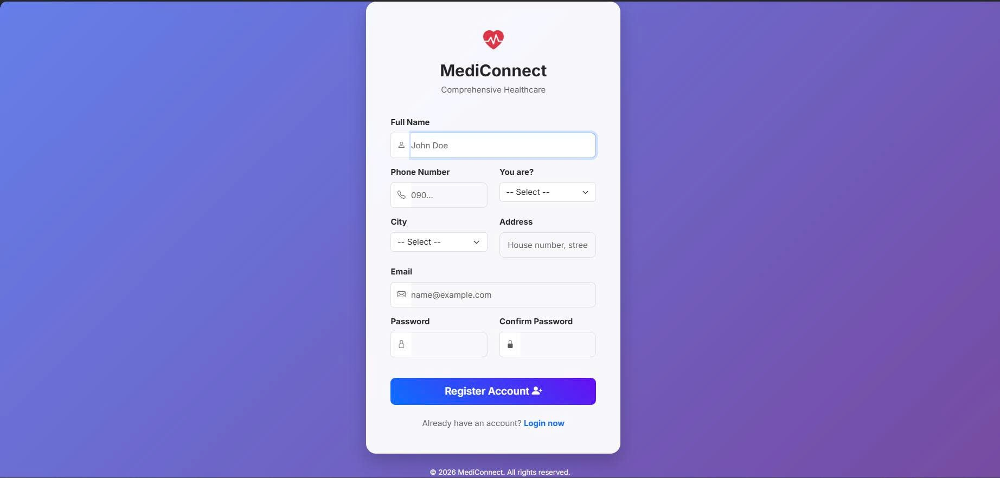 MediConnect
Comprehensive Healthcare
Full Name
John Doe
Phone Number
You are?
090...
-- Select --
City
Address
-- Select --
House number, stree
Email
name@example.com
Password
Confirm Password
Register Account
Already have an account? Login now
© 2026 MediConnect. All rights reserved.